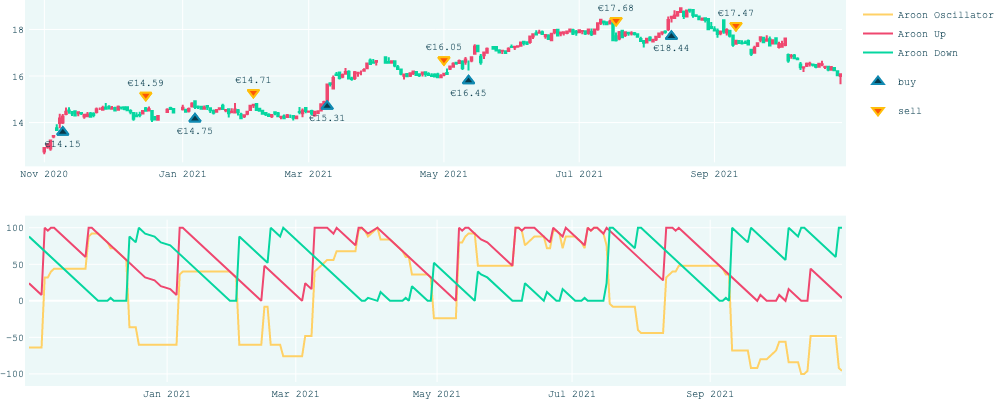 €17.68
€17.47
Aroon Oscillator
18
Aroon Up
€16.05
€18.44
Aroon Down
16
€14.59
€14.71
€16.45
buy
14
€14.75
€15.31
sell
€14.15
Nov 2020 Jan 2021 Mar 2021 May 2021 Jul 2021 Sep 2021
100
50
0
−50
−100
Jan 2021 Mar 2021 May 2021 Jul 2021 Sep 2021